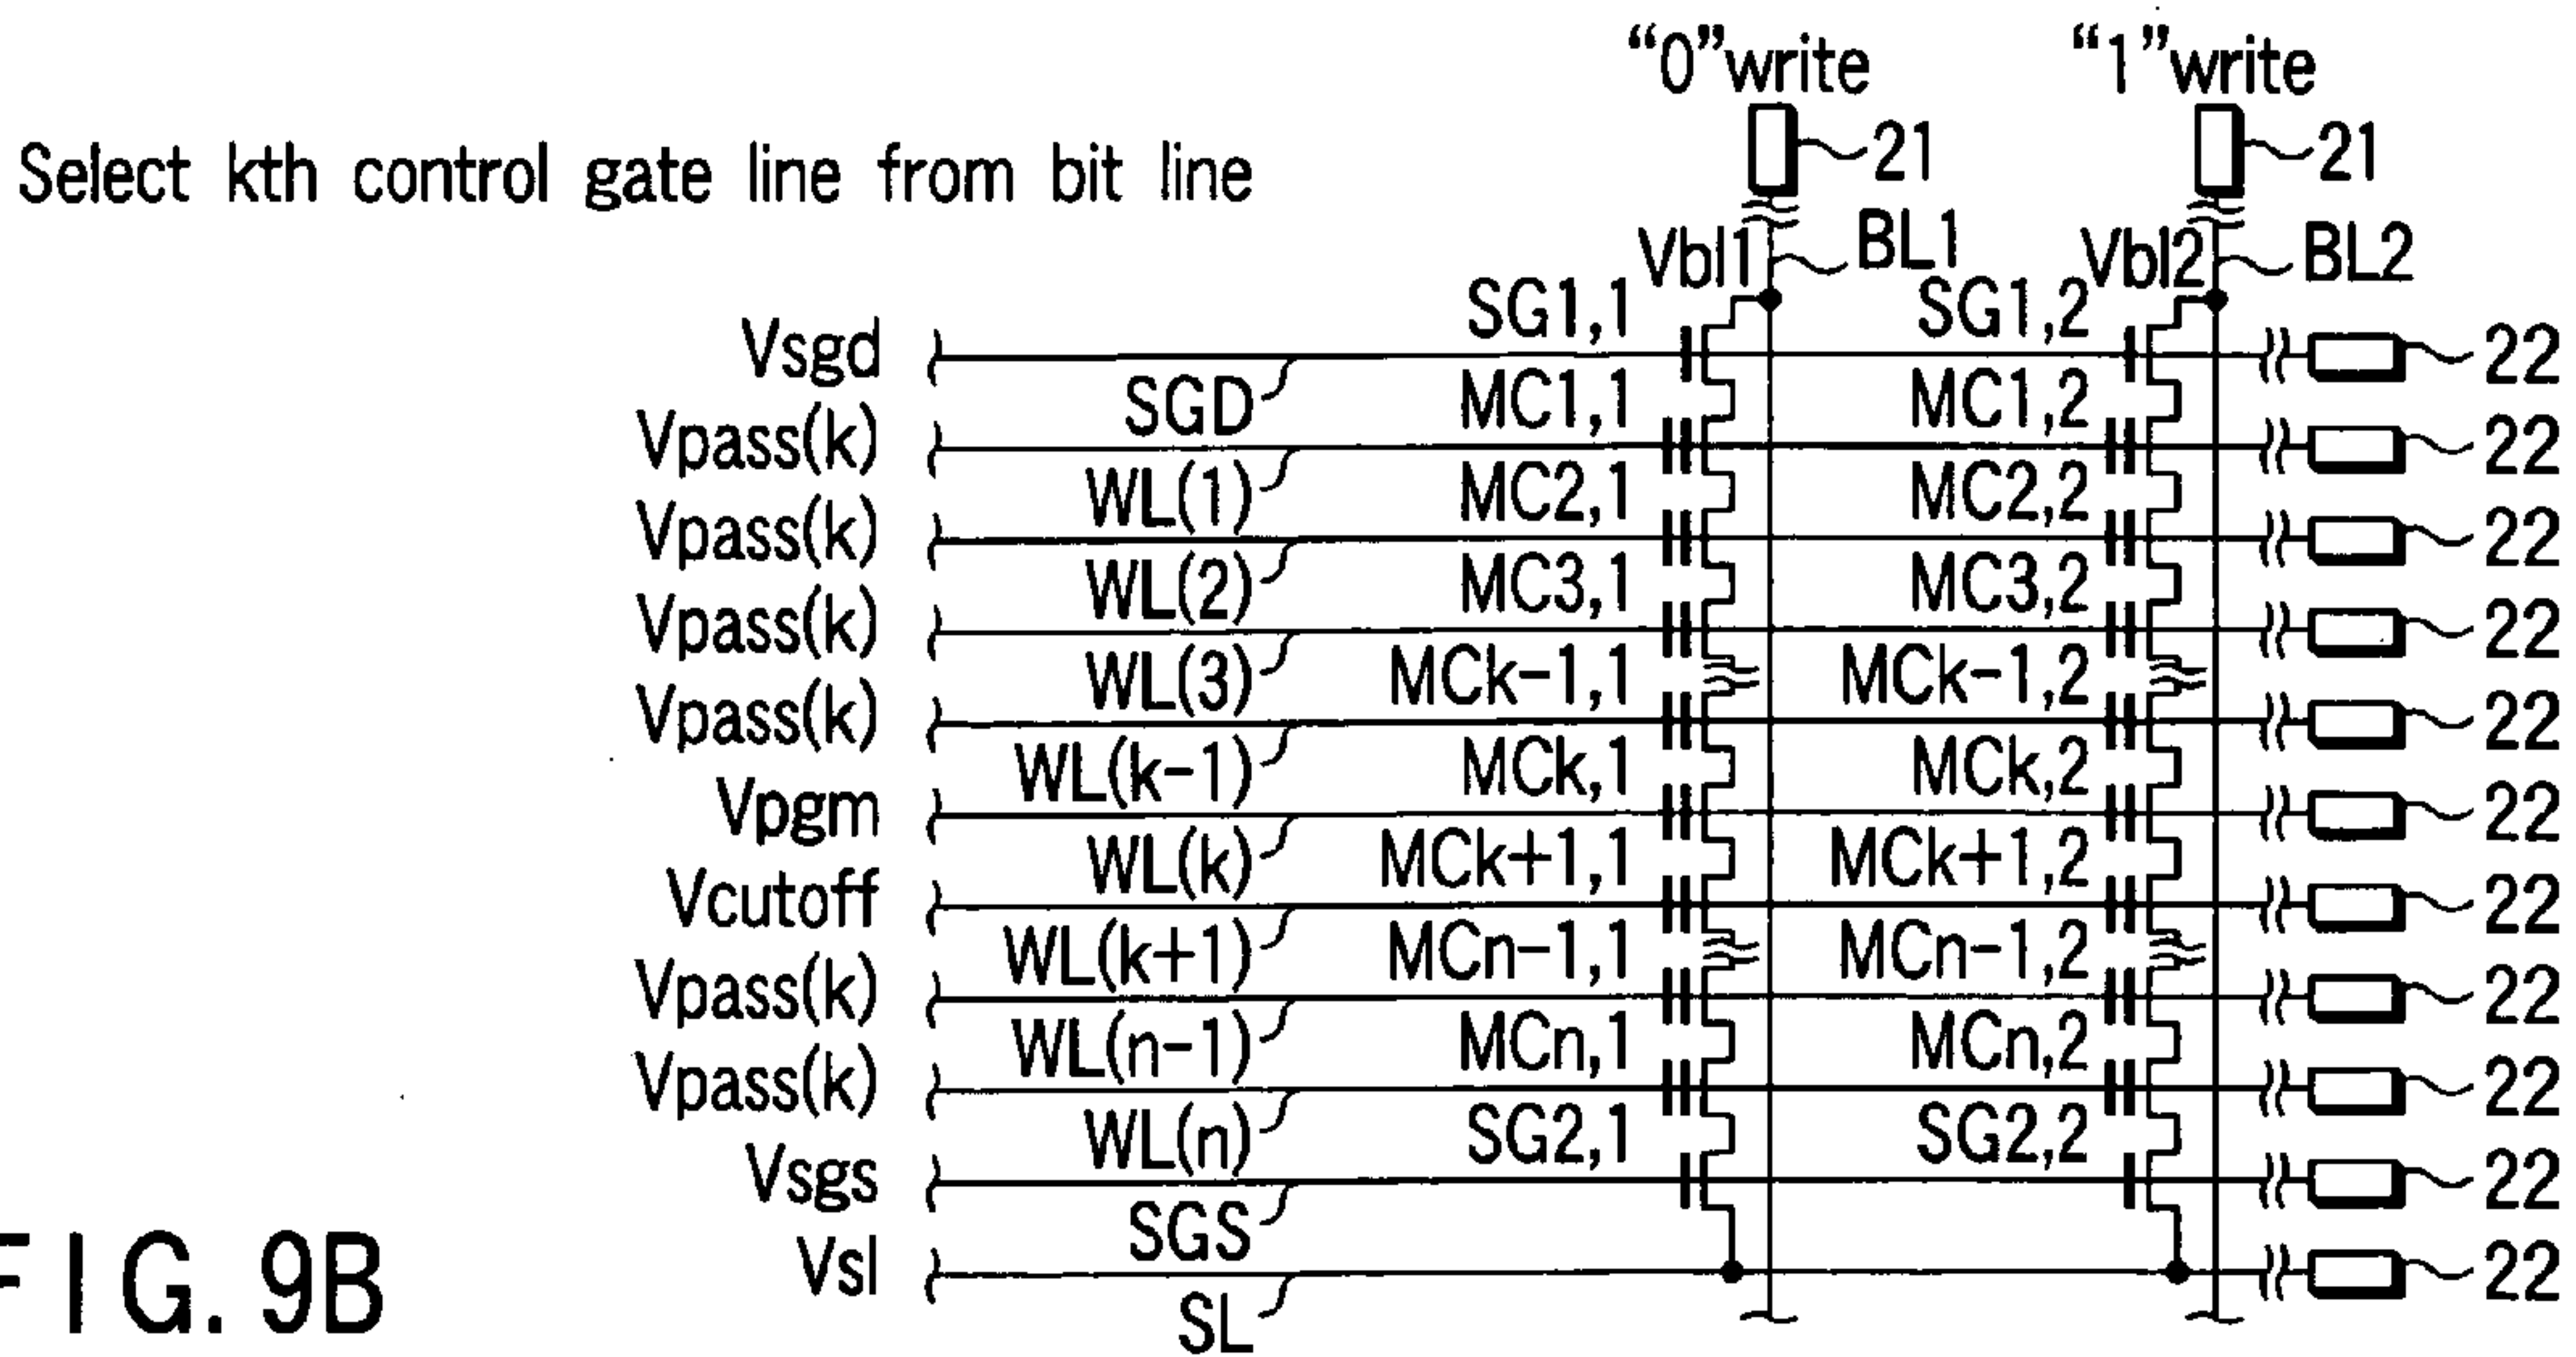 “0”write “1”write
21 21
Select kth control gate line from bit line
Vbl1 BL1 Vbl2 BL2
SG1,1 SG1,2
Vsgd 22
SGD MC1,1 MC1,2
Vpass(k) 22
WL(1) MC2,1 MC2,2
Vpass(k) 22
WL(2) MC3,1 MC3,2
Vpass(k) 22
WL(3) MCk-1,1 MCk-1,2
Vpass(k) 22
WL(k-1) MCk,1 MCk,2
Vpgm 22
WL(k) MCk+1,1 MCk+1,2
Vcutoff 22
WL(k+1) MCn-1,1 MCn-1,2
Vpass(k) 22
WL(n-1) MCn,1 MCn,2
Vpass(k) 22
WL(n) SG2,1 SG2,2
Vsgs 22
SGS
Vsl 22
SL
FIG. 9B